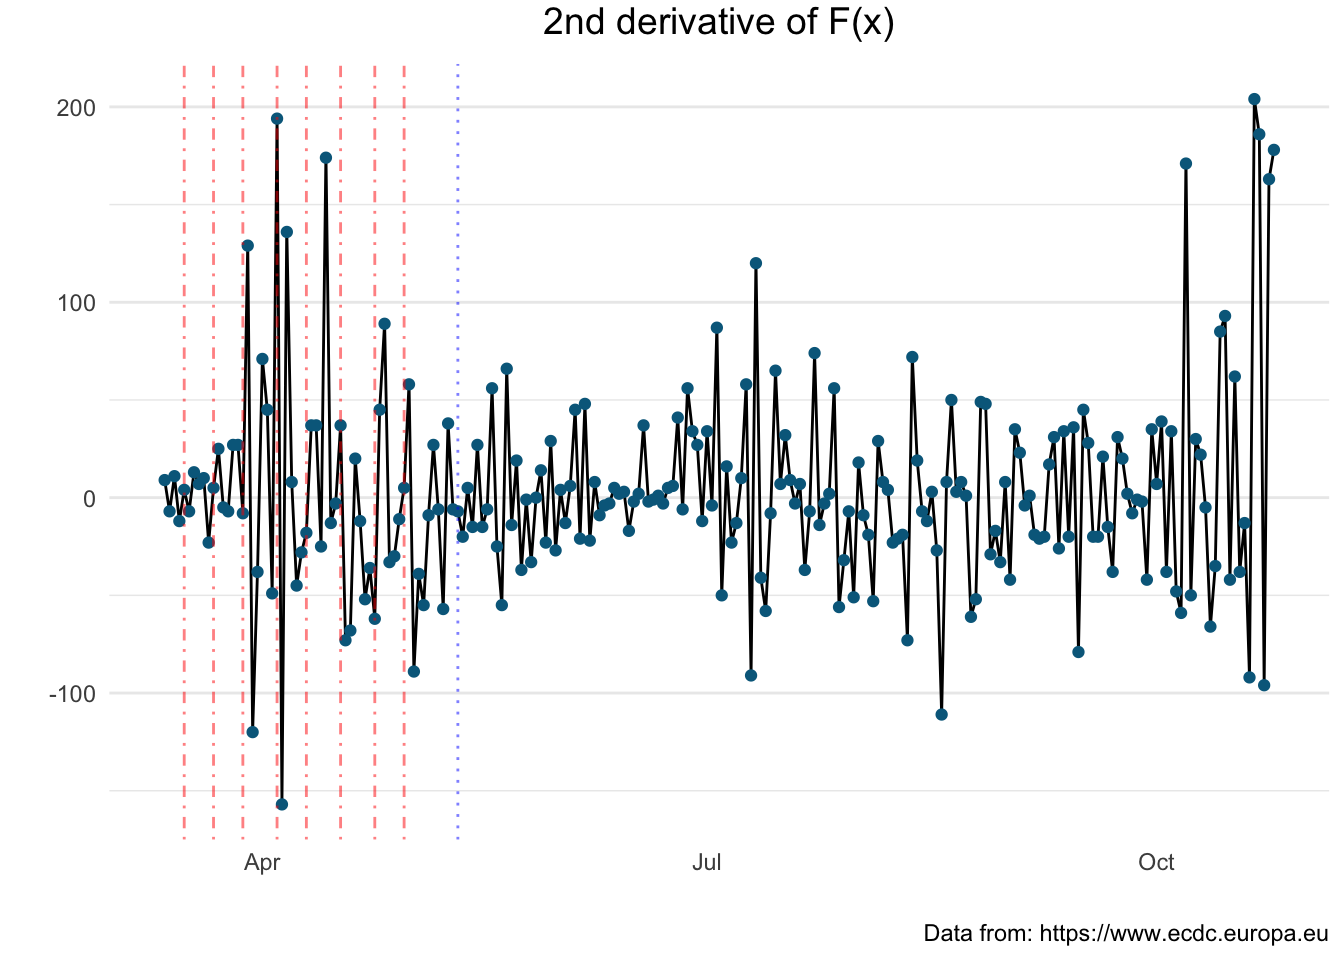 2nd derivative of F(x)
200
100
0
-100
Apr Jul Oct
Data from: https://www.ecdc.europa.eu